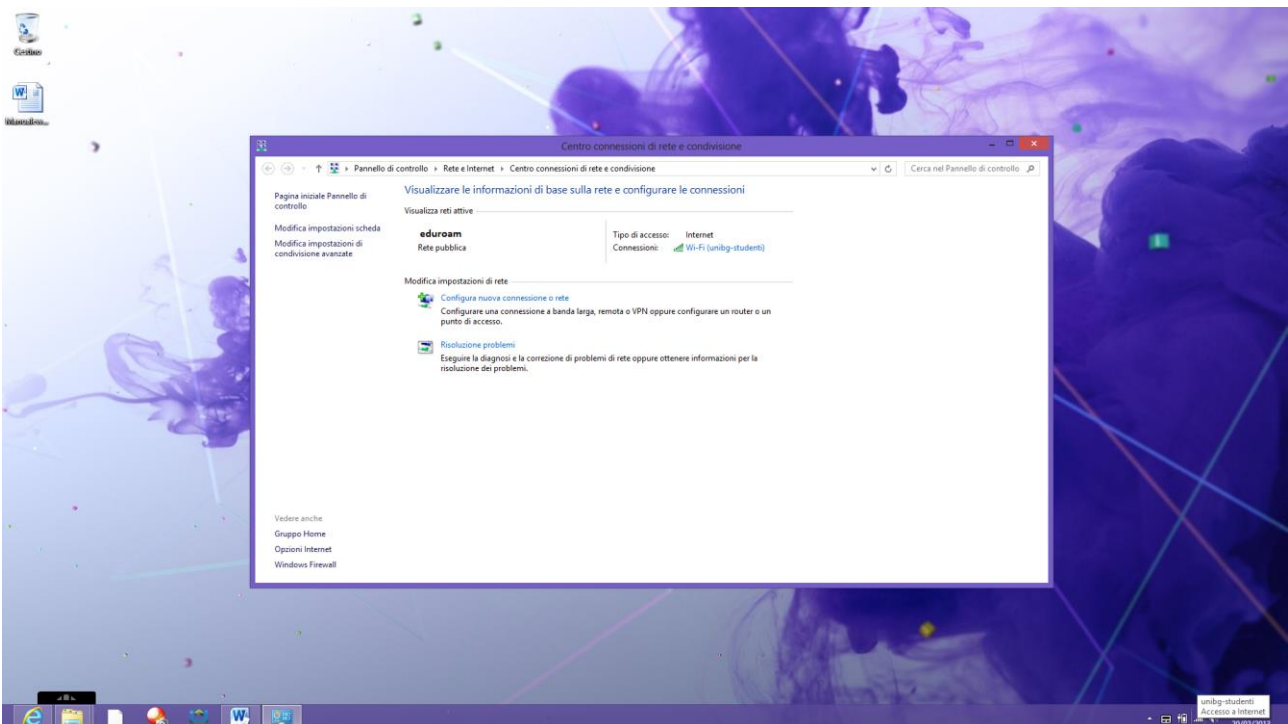 Cestino
Centro connessioni di rete e condivisione
Pannello di controllo Rete e Internet Centro connessioni di rete e condivisione
Cerca nel Pannello di controllo
Pagina iniziale Pannello di
controllo
Modifica impostazioni scheda
Modifica impostazioni di
condivisione avanzate
Visualizzare le informazioni di base sulla rete e configurare le connessioni
Visualizza reti attive
eduroam
Rete pubblica
Tipo di accesso: Internet
Connessioni: Wi-Fi (unibg-studenti)
Modifica impostazioni di rete
Configura nuova connessione o rete
Configurare una connessione a banda larga, remota o VPN oppure configurare un router o un
punto di accesso.
Risoluzione problemi
Eseguire la diagnosi e la correzione di problemi di rete oppure ottenere informazioni per la
risoluzione dei problemi.
Vedere anche
Gruppo Home
Opzioni Internet
Windows Firewall
unibg-studenti
Accesso a Internet